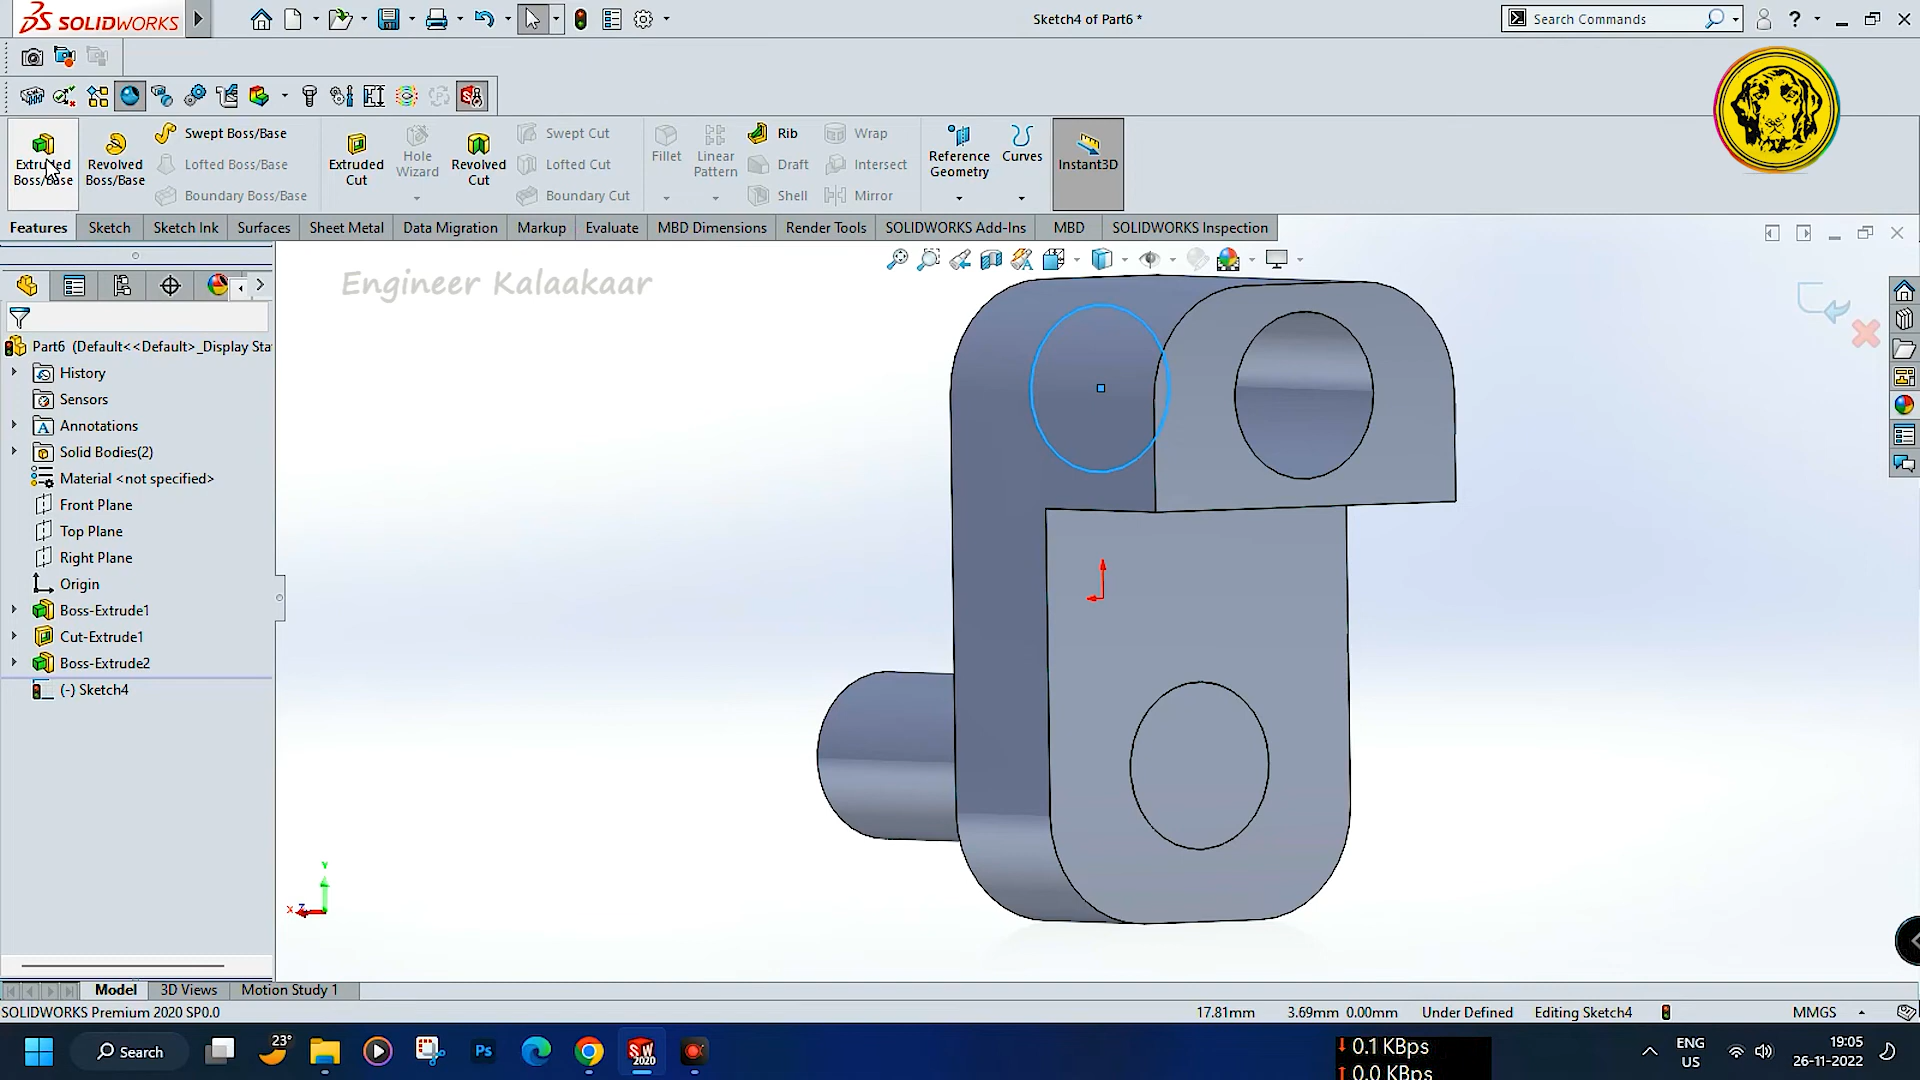 SOLIDWORKS
Sketch4 of Part6 *
Search Commands
Extruded Boss/Base
Revolved Boss/Base
Swept Boss/Base
Lofted Boss/Base
Boundary Boss/Base
Extruded Cut
Hole Wizard
Revolved Cut
Swept Cut
Lofted Cut
Boundary Cut
Fillet
Linear Pattern
Rib
Draft
Shell
Wrap
Intersect
Mirror
Reference Geometry
Curves
Instant3D
Features
Sketch
Sketch Ink
Surfaces
Sheet Metal
Data Migration
Markup
Evaluate
MBD Dimensions
Render Tools
SOLIDWORKS Add-Ins
MBD
SOLIDWORKS Inspection
Engineer Kalaakaar
Part6 (Default<<Default>_Display Sta
History
Sensors
Annotations
Solid Bodies(2)
Material <not specified>
Front Plane
Top Plane
Right Plane
Origin
Boss-Extrude1
Cut-Extrude1
Boss-Extrude2
(-) Sketch4
Y
X
Z
Model
3D Views
Motion Study 1
SOLIDWORKS Premium 2020 SP0.0
17.81mm
3.69mm 0.00mm
Under Defined
Editing Sketch4
MMGS
Search
23°
Ps
SW
2020
0.1 KBps
0.0 KBps
ENG
US
19:05
26-11-2022